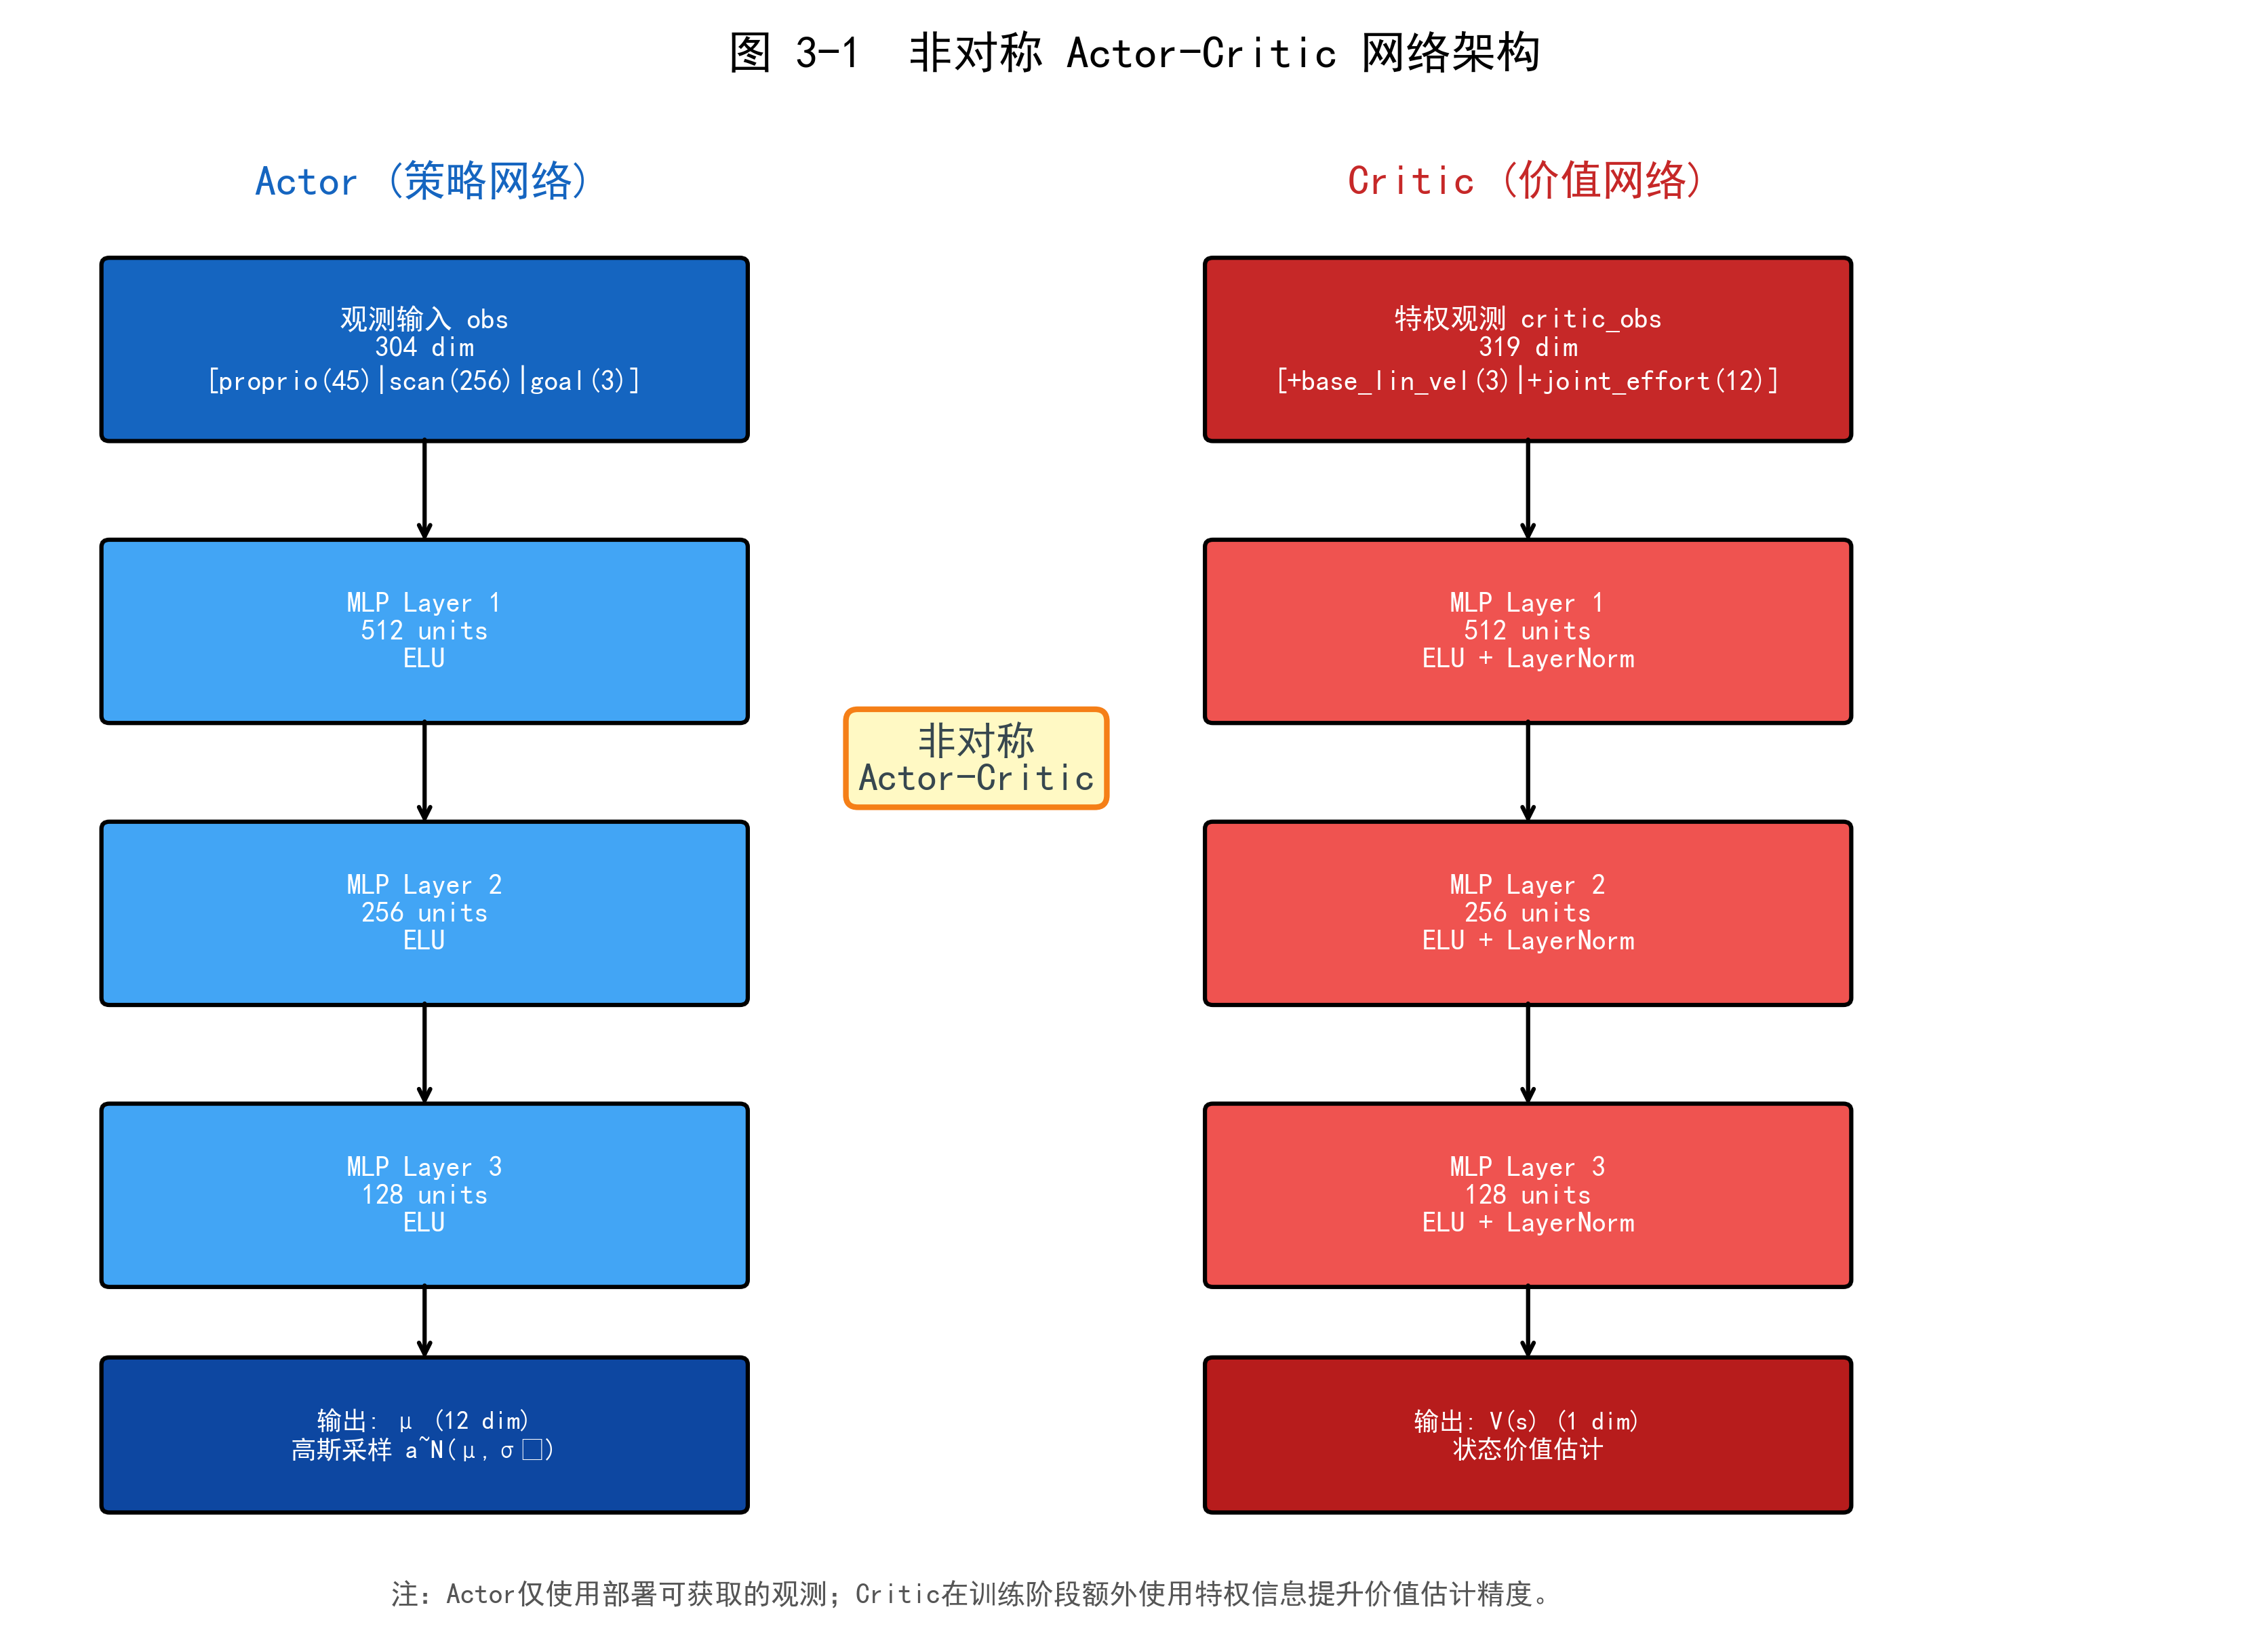 图 3-1  非对称 Actor-Critic 网络架构
Actor (策略网络)
观测输入 obs
304 dim
[proprio(45)|scan(256)|goal(3)]
MLP Layer 1
512 units
ELU
MLP Layer 2
256 units
ELU
MLP Layer 3
128 units
ELU
输出: μ (12 dim)
高斯采样 a~N(μ,σ□)
非对称
Actor-Critic
Critic (价值网络)
特权观测 critic_obs
319 dim
[+base_lin_vel(3)|+joint_effort(12)]
MLP Layer 1
512 units
ELU + LayerNorm
MLP Layer 2
256 units
ELU + LayerNorm
MLP Layer 3
128 units
ELU + LayerNorm
输出: V(s) (1 dim)
状态价值估计
注：Actor仅使用部署可获取的观测；Critic在训练阶段额外使用特权信息提升价值估计精度。